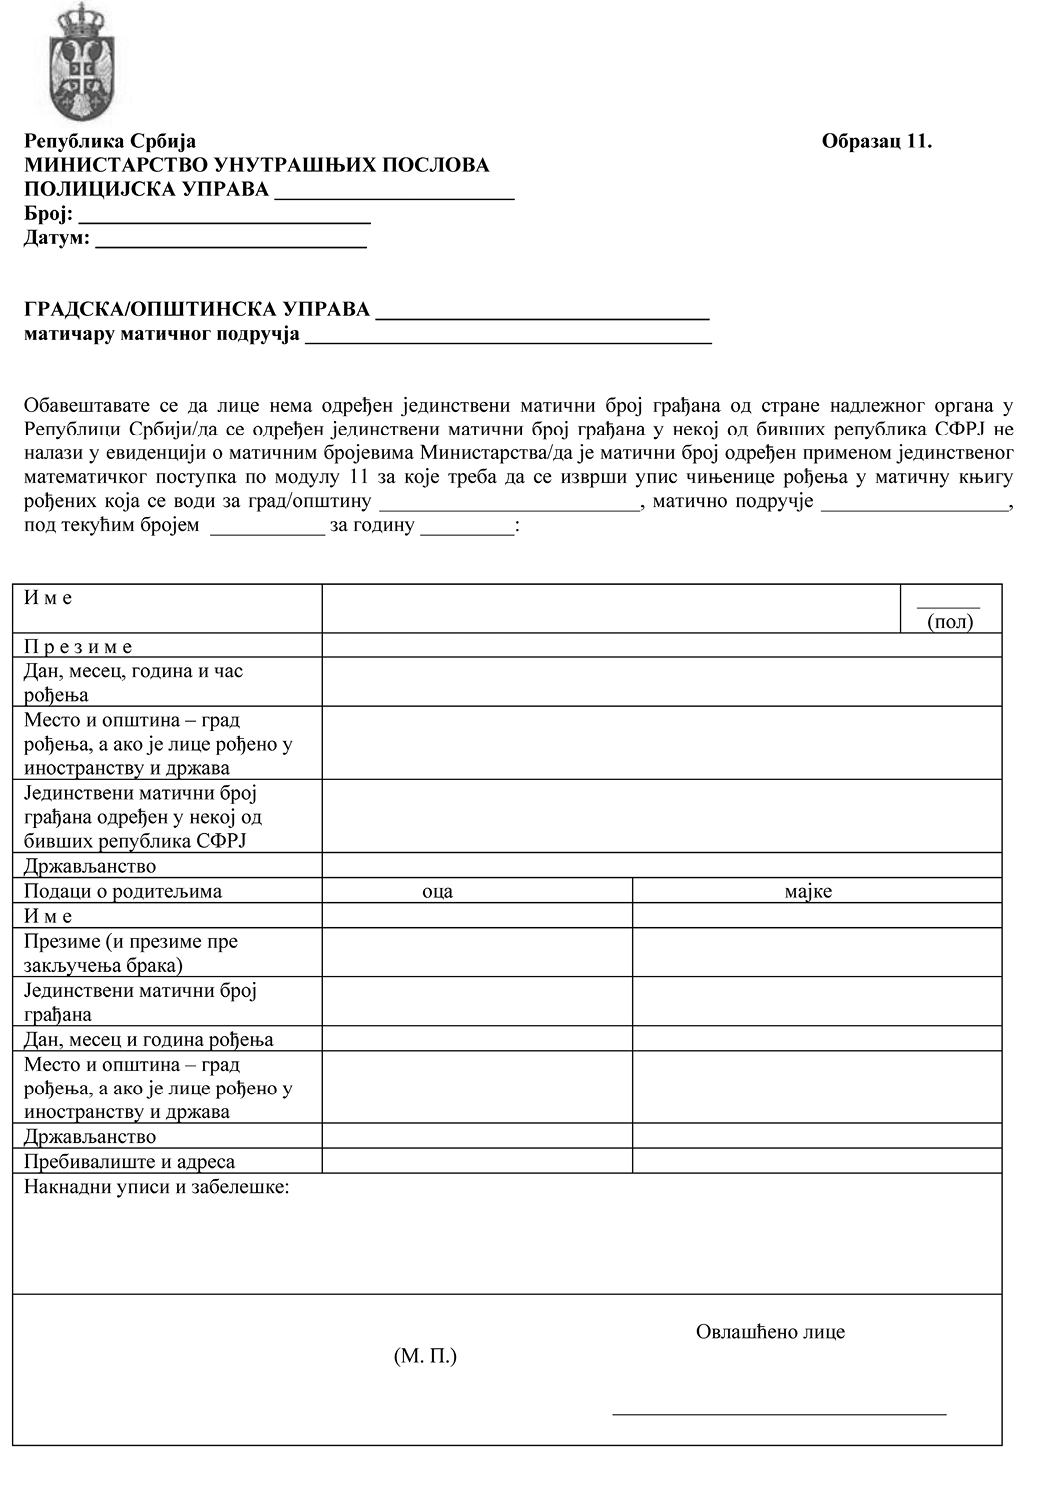 Република Србија Образац 11.
МИНИСТАРСТВО УНУТРАШЊИХ ПОСЛОВА
ПОЛИЦИЈСКА УПРАВА ______________________
Број: ___________________________
Датум: _________________________
ГРАДСКА/ОПШТИНСКА УПРАВА ________________________________
матичару матичног подручја _______________________________________
Обавештавате се да лице нема одређен јединствени матични број грађана од стране надлежног органа у
Републици Србији/да се одређен јединствени матични број грађана у некој од бивших република СФРЈ не
налази у евиденцији о матичним бројевима Министарства/да је матични број одређен применом јединственог
математичког поступка по модулу 11 за које треба да се изврши упис чињенице рођења у матичну књигу
рођених која се води за град/општину _________________________, матично подручје __________________,
под текућим бројем ___________ за годину _________:
И м е ______
(пол)
П р е з и м е
Дан, месец, година и час
рођења
Место и општина – град
рођења, а ако је лице рођено у
иностранству и држава
Јединствени матични број
грађана одређен у некој од
бивших република СФРЈ
Држављанство
Подаци о родитељима оца мајке
И м е
Презиме (и презиме пре
закључења брака)
Јединствени матични број
грађана
Дан, месец и година рођења
Место и општина – град
рођења, а ако је лице рођено у
иностранству и држава
Држављанство
Пребивалиште и адреса
Накнадни уписи и забелешке:
Овлашћено лице
(М. П.)
________________________________